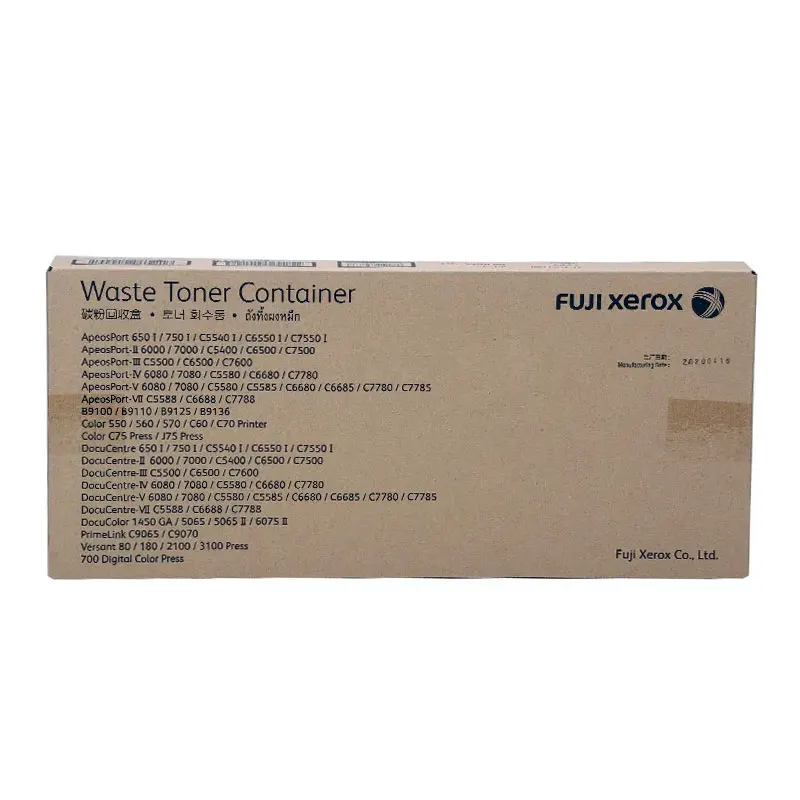 Waste Toner Container
FUJI xerox
碳粉回收盒 • 토너 회수통 • ถังทิ้งผงหมึก
ApeosPort 650 I / 750 I / C5540 I / C6550 I / C7550 I
ApeosPort-II 6000 / 7000 / C5400 / C6500 / C7500
ApeosPort-III C5500 / C6500 / C7600
ApeosPort-IV 6080 / 7080 / C5580 / C6680 / C7780
ApeosPort-V 6080 / 7080 / C5580 / C5585 / C6680 / C6685 / C7780 / C7785
ApeosPort-VII C5588 / C6688 / C7788
B9100 / B9110 / B9125 / B9136
Color 550 / 560 / 570 / C60 / C70 Printer
Color C75 Press / J75 Press
DocuCentre 650 I / 750 I / C5540 I / C6550 I / C7550 I
DocuCentre-II 6000 / 7000 / C5400 / C6500 / C7500
DocuCentre-III C5500 / C6500 / C7600
DocuCentre-IV 6080 / 7080 / C5580 / C6680 / C7780
DocuCentre-V 6080 / 7080 / C5580 / C5585 / C6680 / C6685 / C7780 / C7785
DocuCentre-VII C5588 / C6688 / C7788
DocuColor 1450 GA / 5065 / 5065 II / 6075 II
PrimeLink C9065 / C9070
Versant 80 / 180 / 2100 / 3100 Press
700 Digital Color Press
生产日期:
Manufacturing Date: 20200416
Fuji Xerox Co., Ltd.